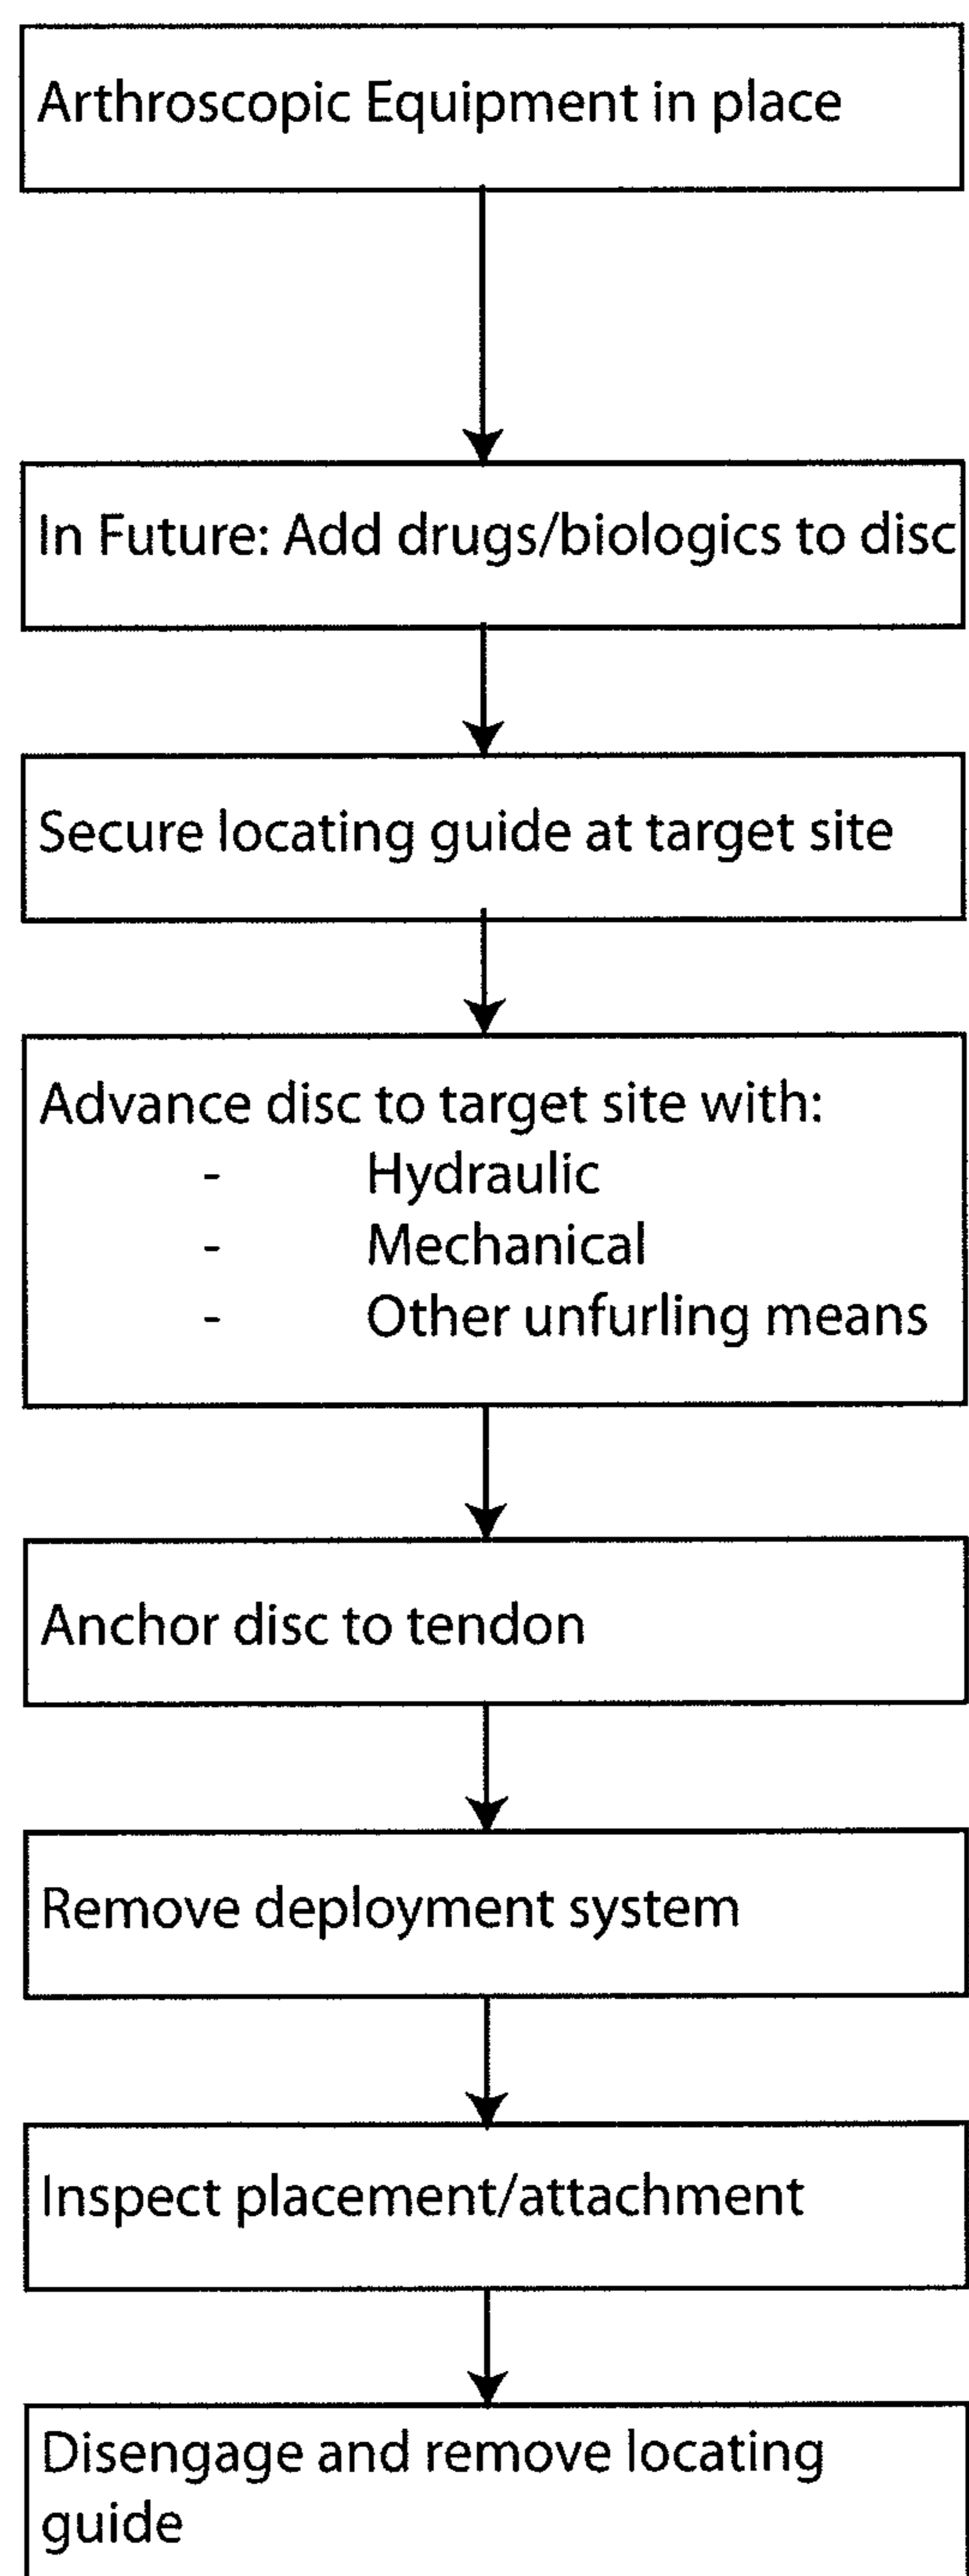 Arthroscopic Equipment in place
In Future: Add drugs/biologics to disc
Secure locating guide at target site
Advance disc to target site with:
- Hydraulic
- Mechanical
- Other unfurling means
Anchor disc to tendon
Remove deployment system
Inspect placement/attachment
Disengage and remove locating
guide